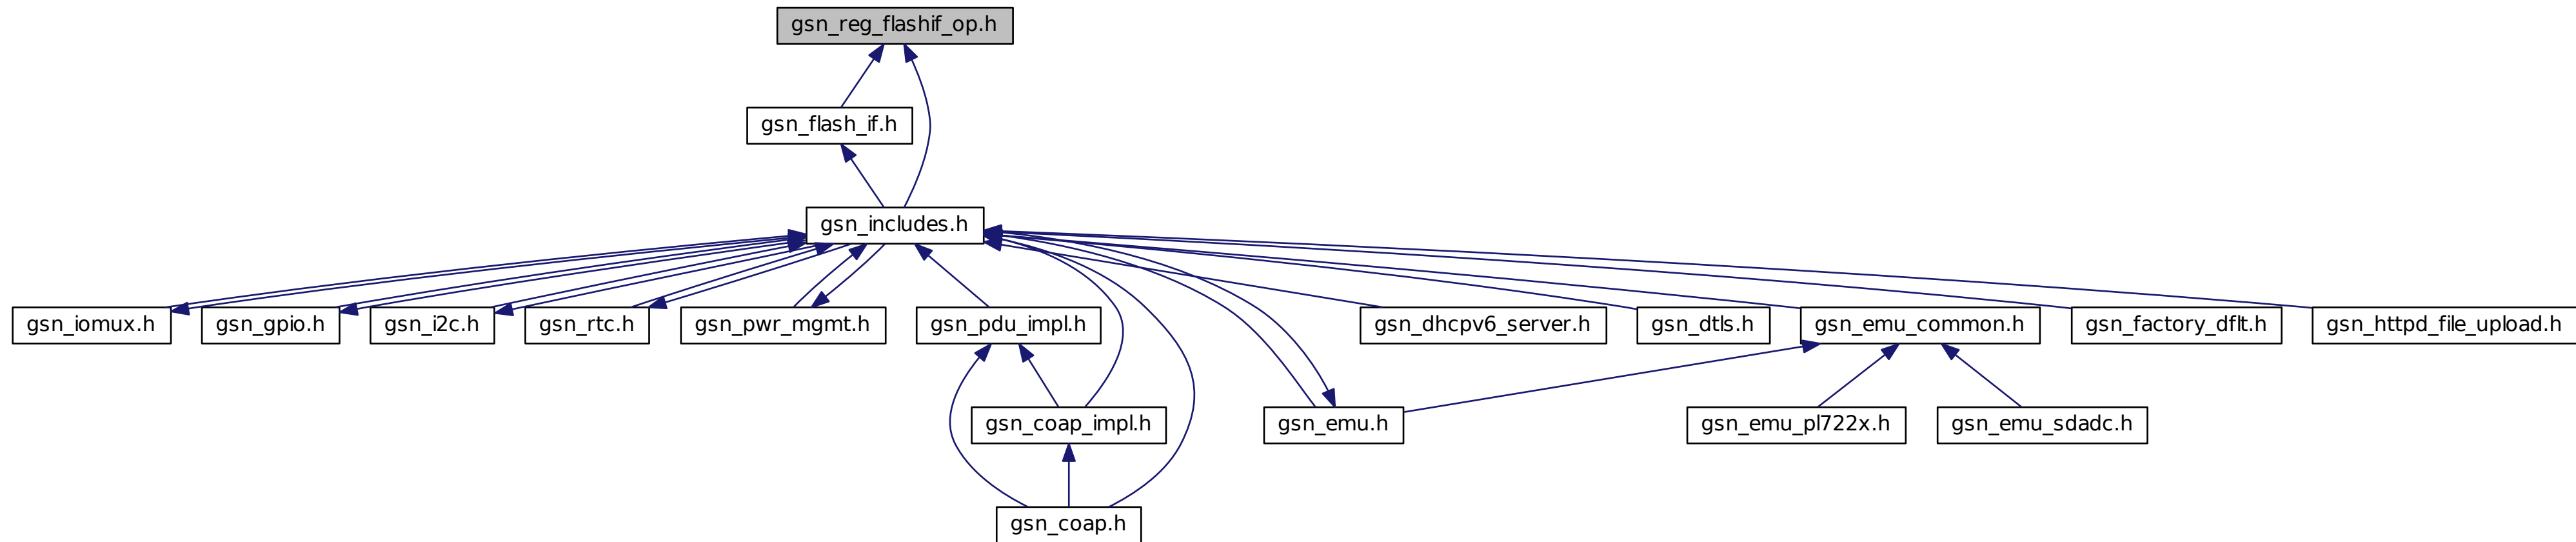 gsn_reg_flashif_op.h
gsn_flash_if.h
gsn_includes.h
gsn_iomux.h
gsn_gpio.h
gsn_i2c.h
gsn_rtc.h
gsn_pwr_mgmt.h
gsn_pdu_impl.h
gsn_dhcpv6_server.h
gsn_dtls.h
gsn_emu_common.h
gsn_factory_dflt.h
gsn_httpd_file_upload.h
gsn_coap_impl.h
gsn_emu.h
gsn_emu_pl722x.h
gsn_emu_sdadc.h
gsn_coap.h